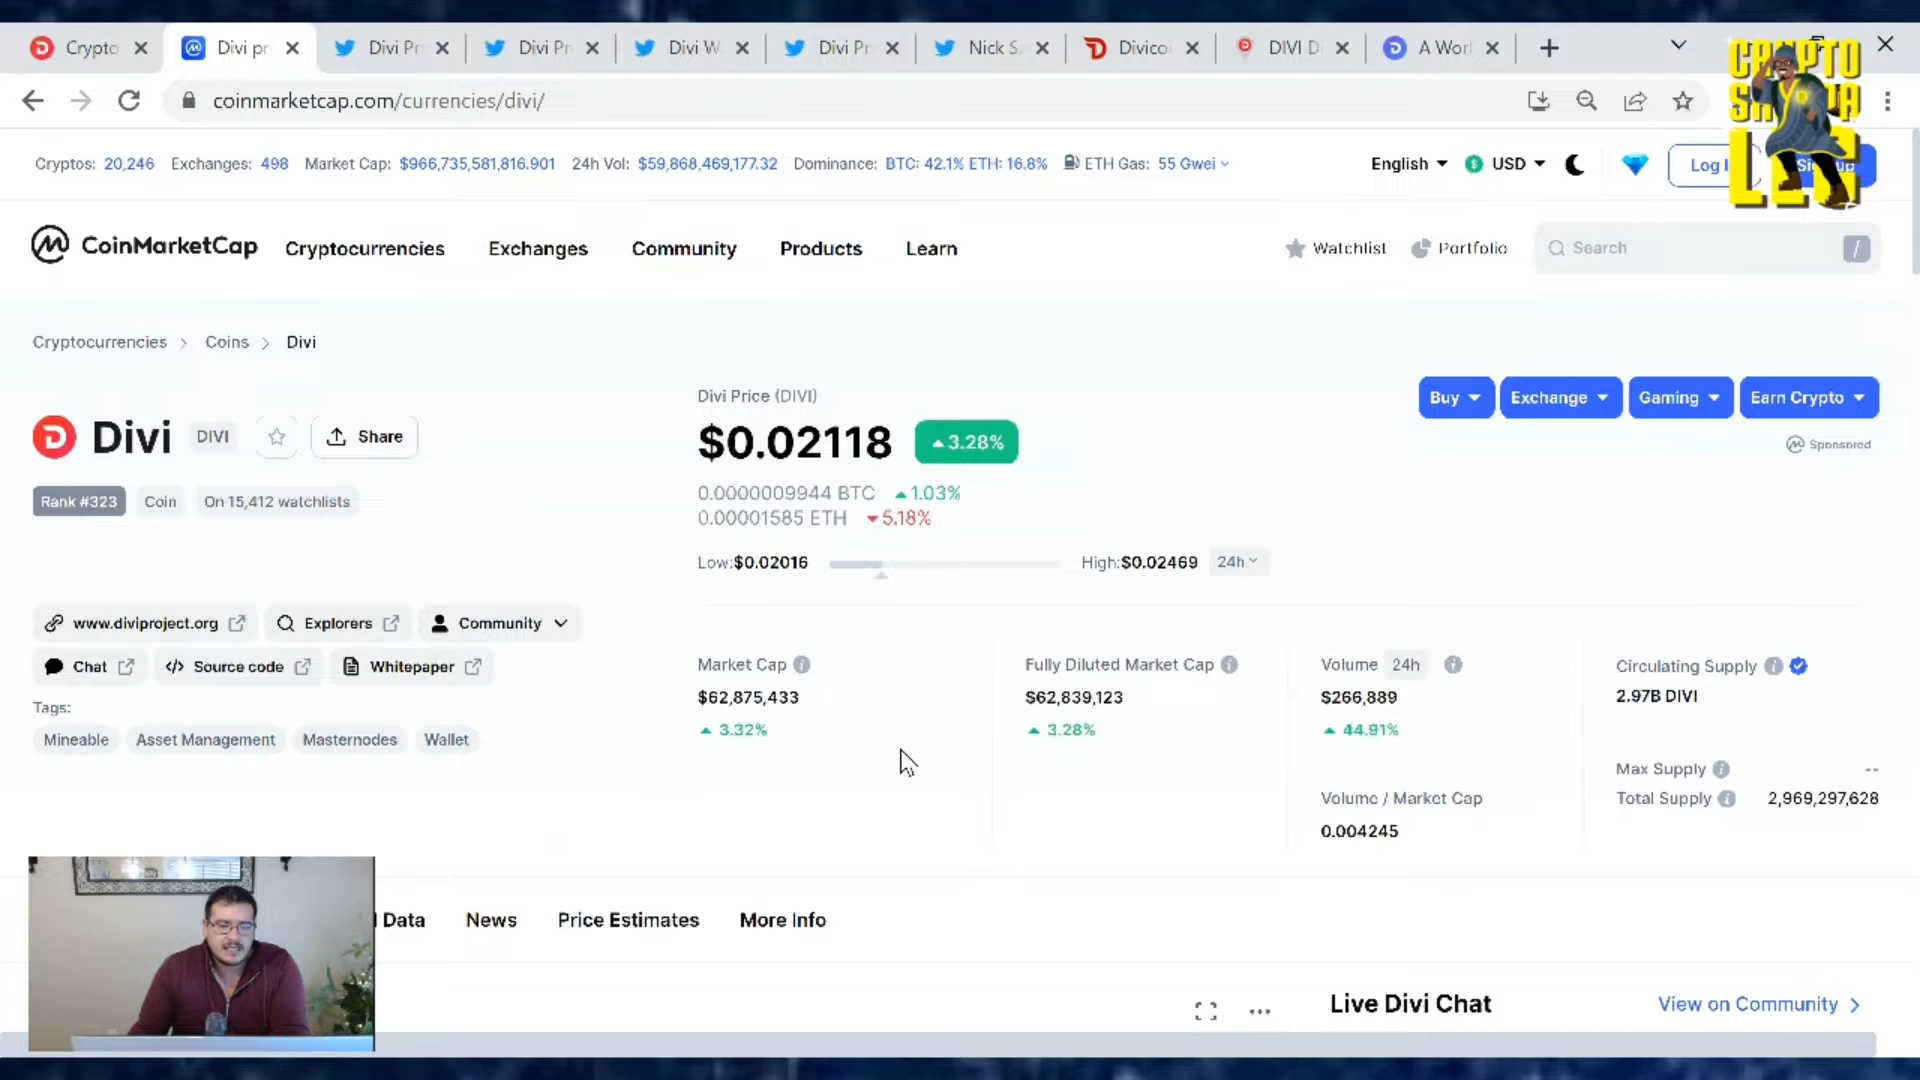 Crypto
Divi pr
Divi Pr
Divi Pr
Divi W
Divi Pr
Nick S
Divico
DIVI D
A Worl
coinmarketcap.com/currencies/divi/
CRYPTO
LEG
Cryptos: 20,246 Exchanges: 498 Market Cap: $966,735,581,816.901 24h Vol: $59,868,469,177.32 Dominance: BTC: 42.1% ETH: 16.8% ETH Gas: 55 Gwei
English USD Log I
CoinMarketCap Cryptocurrencies Exchanges Community Products Learn
Watchlist Portfolio Search /
Cryptocurrencies > Coins > Divi
Divi Price (DIVI)
Buy Exchange Gaming Earn Crypto
Divi DIVI Share
$0.02118 3.28%
Sponsored
Rank #323 Coin On 15,412 watchlists
0.0000009944 BTC 1.03%
0.00001585 ETH 5.18%
Low:$0.02016 High:$0.02469 24h
www.diviproject.org Explorers Community
Chat Source code Whitepaper
Tags:
Mineable Asset Management Masternodes Wallet
Market Cap
$62,875,433
3.32%
Fully Diluted Market Cap
$62,839,123
3.28%
Volume 24h
$266,889
44.91%
Volume / Market Cap
0.004245
Circulating Supply
2.97B DIVI
Max Supply --
Total Supply 2,969,297,628
Data News Price Estimates More Info
Live Divi Chat View on Community >